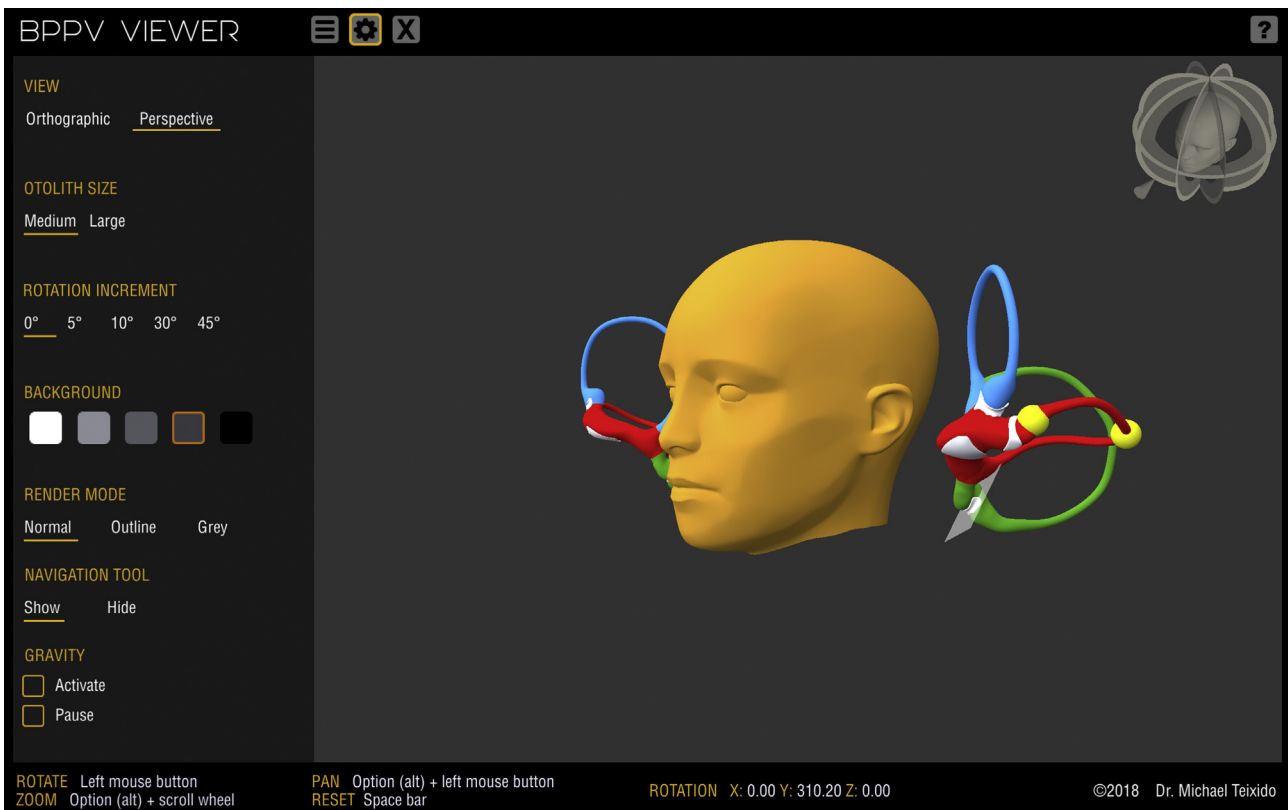 BPPV VIEWER
X
?
VIEW
Orthographic Perspective
OTOLITH SIZE
Medium Large
ROTATION INCREMENT
0° 5° 10° 30° 45°
BACKGROUND
RENDER MODE
Normal Outline Grey
NAVIGATION TOOL
Show Hide
GRAVITY
Activate
Pause
ROTATE Left mouse button
ZOOM Option (alt) + scroll wheel
PAN Option (alt) + left mouse button
RESET Space bar
ROTATION X: 0.00 Y: 310.20 Z: 0.00
©2018 Dr. Michael Teixido